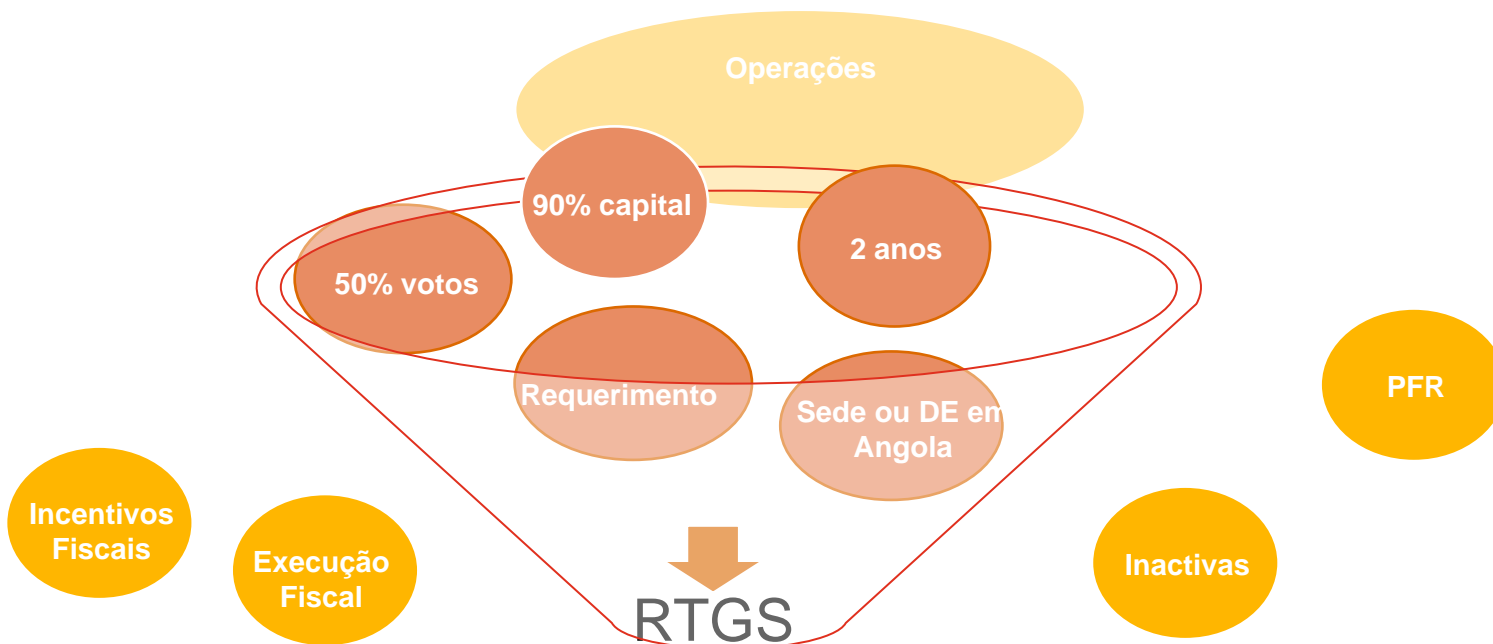 Operações
90% capital
2 anos
50% votos
Requerimento
Sede ou DE em
Angola
PFR
Incentivos
Fiscais
Execução
Fiscal
Inactivas
RTGS